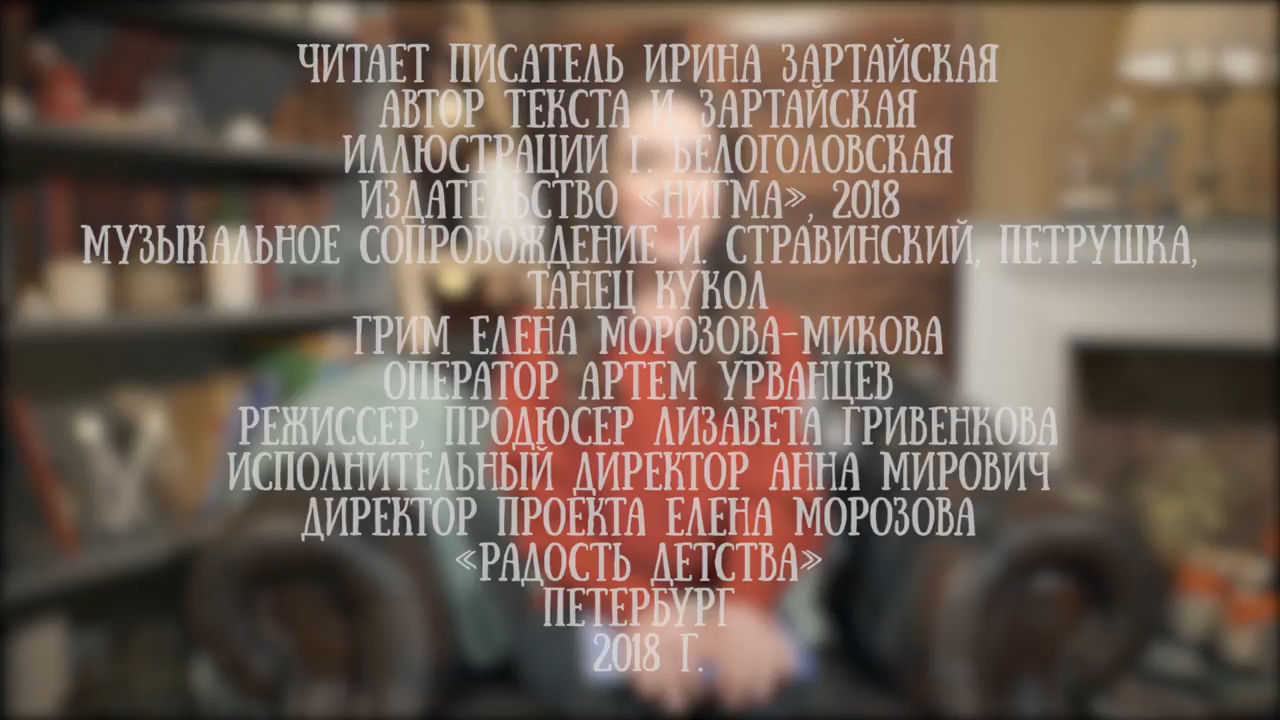 ЧИТАЕТ ПИСАТЕЛЬ ИРИНА ЗАРТАЙСКАЯ
АВТОР ТЕКСТА И. ЗАРТАЙСКАЯ
ИЛЛЮСТРАЦИИ Г. БЕЛОГОЛОВСКАЯ
ИЗДАТЕЛЬСТВО «НИГМА», 2018
МУЗЫКАЛЬНОЕ СОПРОВОЖДЕНИЕ И. СТРАВИНСКИЙ, ПЕТРУШКА,
ТАНЕЦ КУКОЛ
ГРИМ ЕЛЕНА МОРОЗОВА-МИКОВА
ОПЕРАТОР АРТЕМ УРВАНЦЕВ
РЕЖИССЕР, ПРОДЮСЕР ЛИЗАВЕТА ГРИВЕНКОВА
ИСПОЛНИТЕЛЬНЫЙ ДИРЕКТОР АННА МИРОВИЧ
ДИРЕКТОР ПРОЕКТА ЕЛЕНА МОРОЗОВА
«РАДОСТЬ ДЕТСТВА»
ПЕТЕРБУРГ
2018 Г.